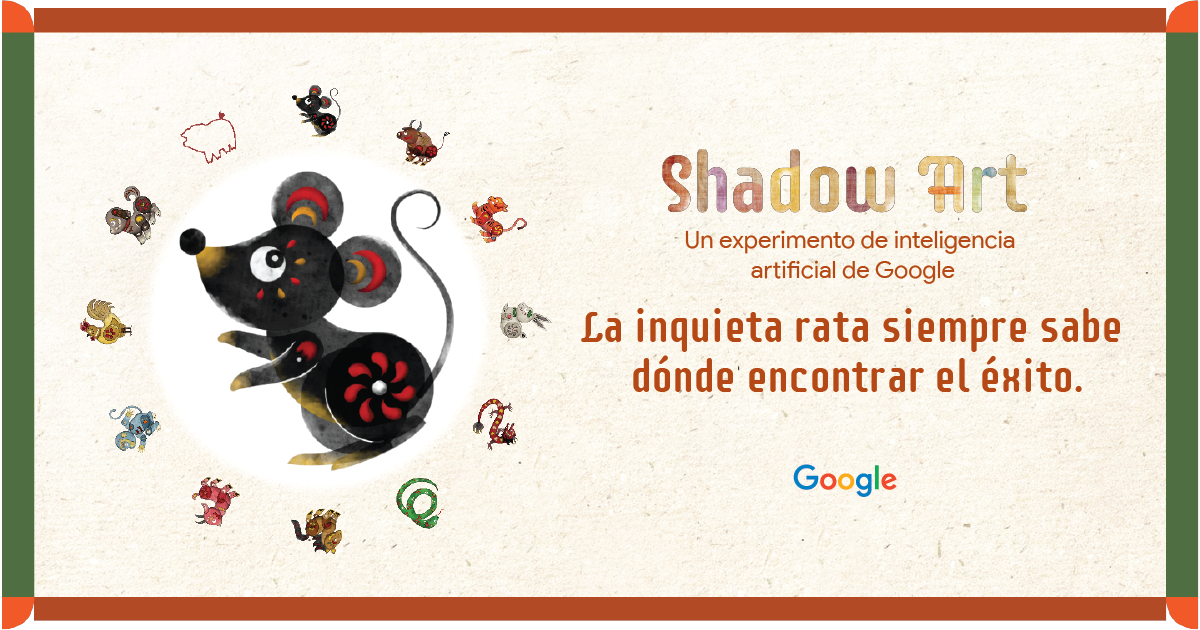 Shadow Art
Un experimento de inteligencia
artificial de Google
La inquieta rata siempre sabe
dónde encontrar el éxito.
Google